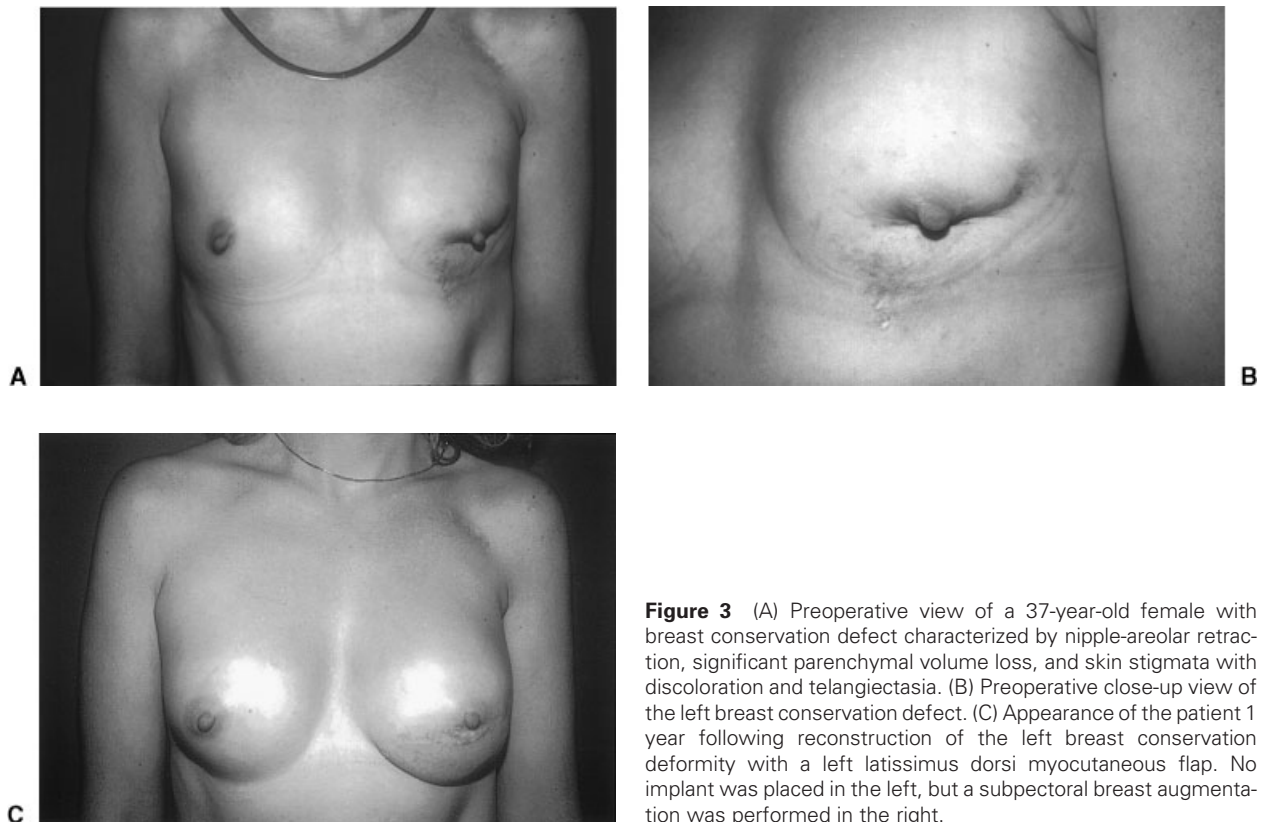 A
B
C
Figure 3 (A) Preoperative view of a 37-year-old female with
breast conservation defect characterized by nipple-areolar retrac-
tion, significant parenchymal volume loss, and skin stigmata with
discoloration and telangiectasia. (B) Preoperative close-up view of
the left breast conservation defect. (C) Appearance of the patient 1
year following reconstruction of the left breast conservation
deformity with a left latissimus dorsi myocutaneous flap. No
implant was placed in the left, but a subpectoral breast augmenta-
tion was performed in the right.